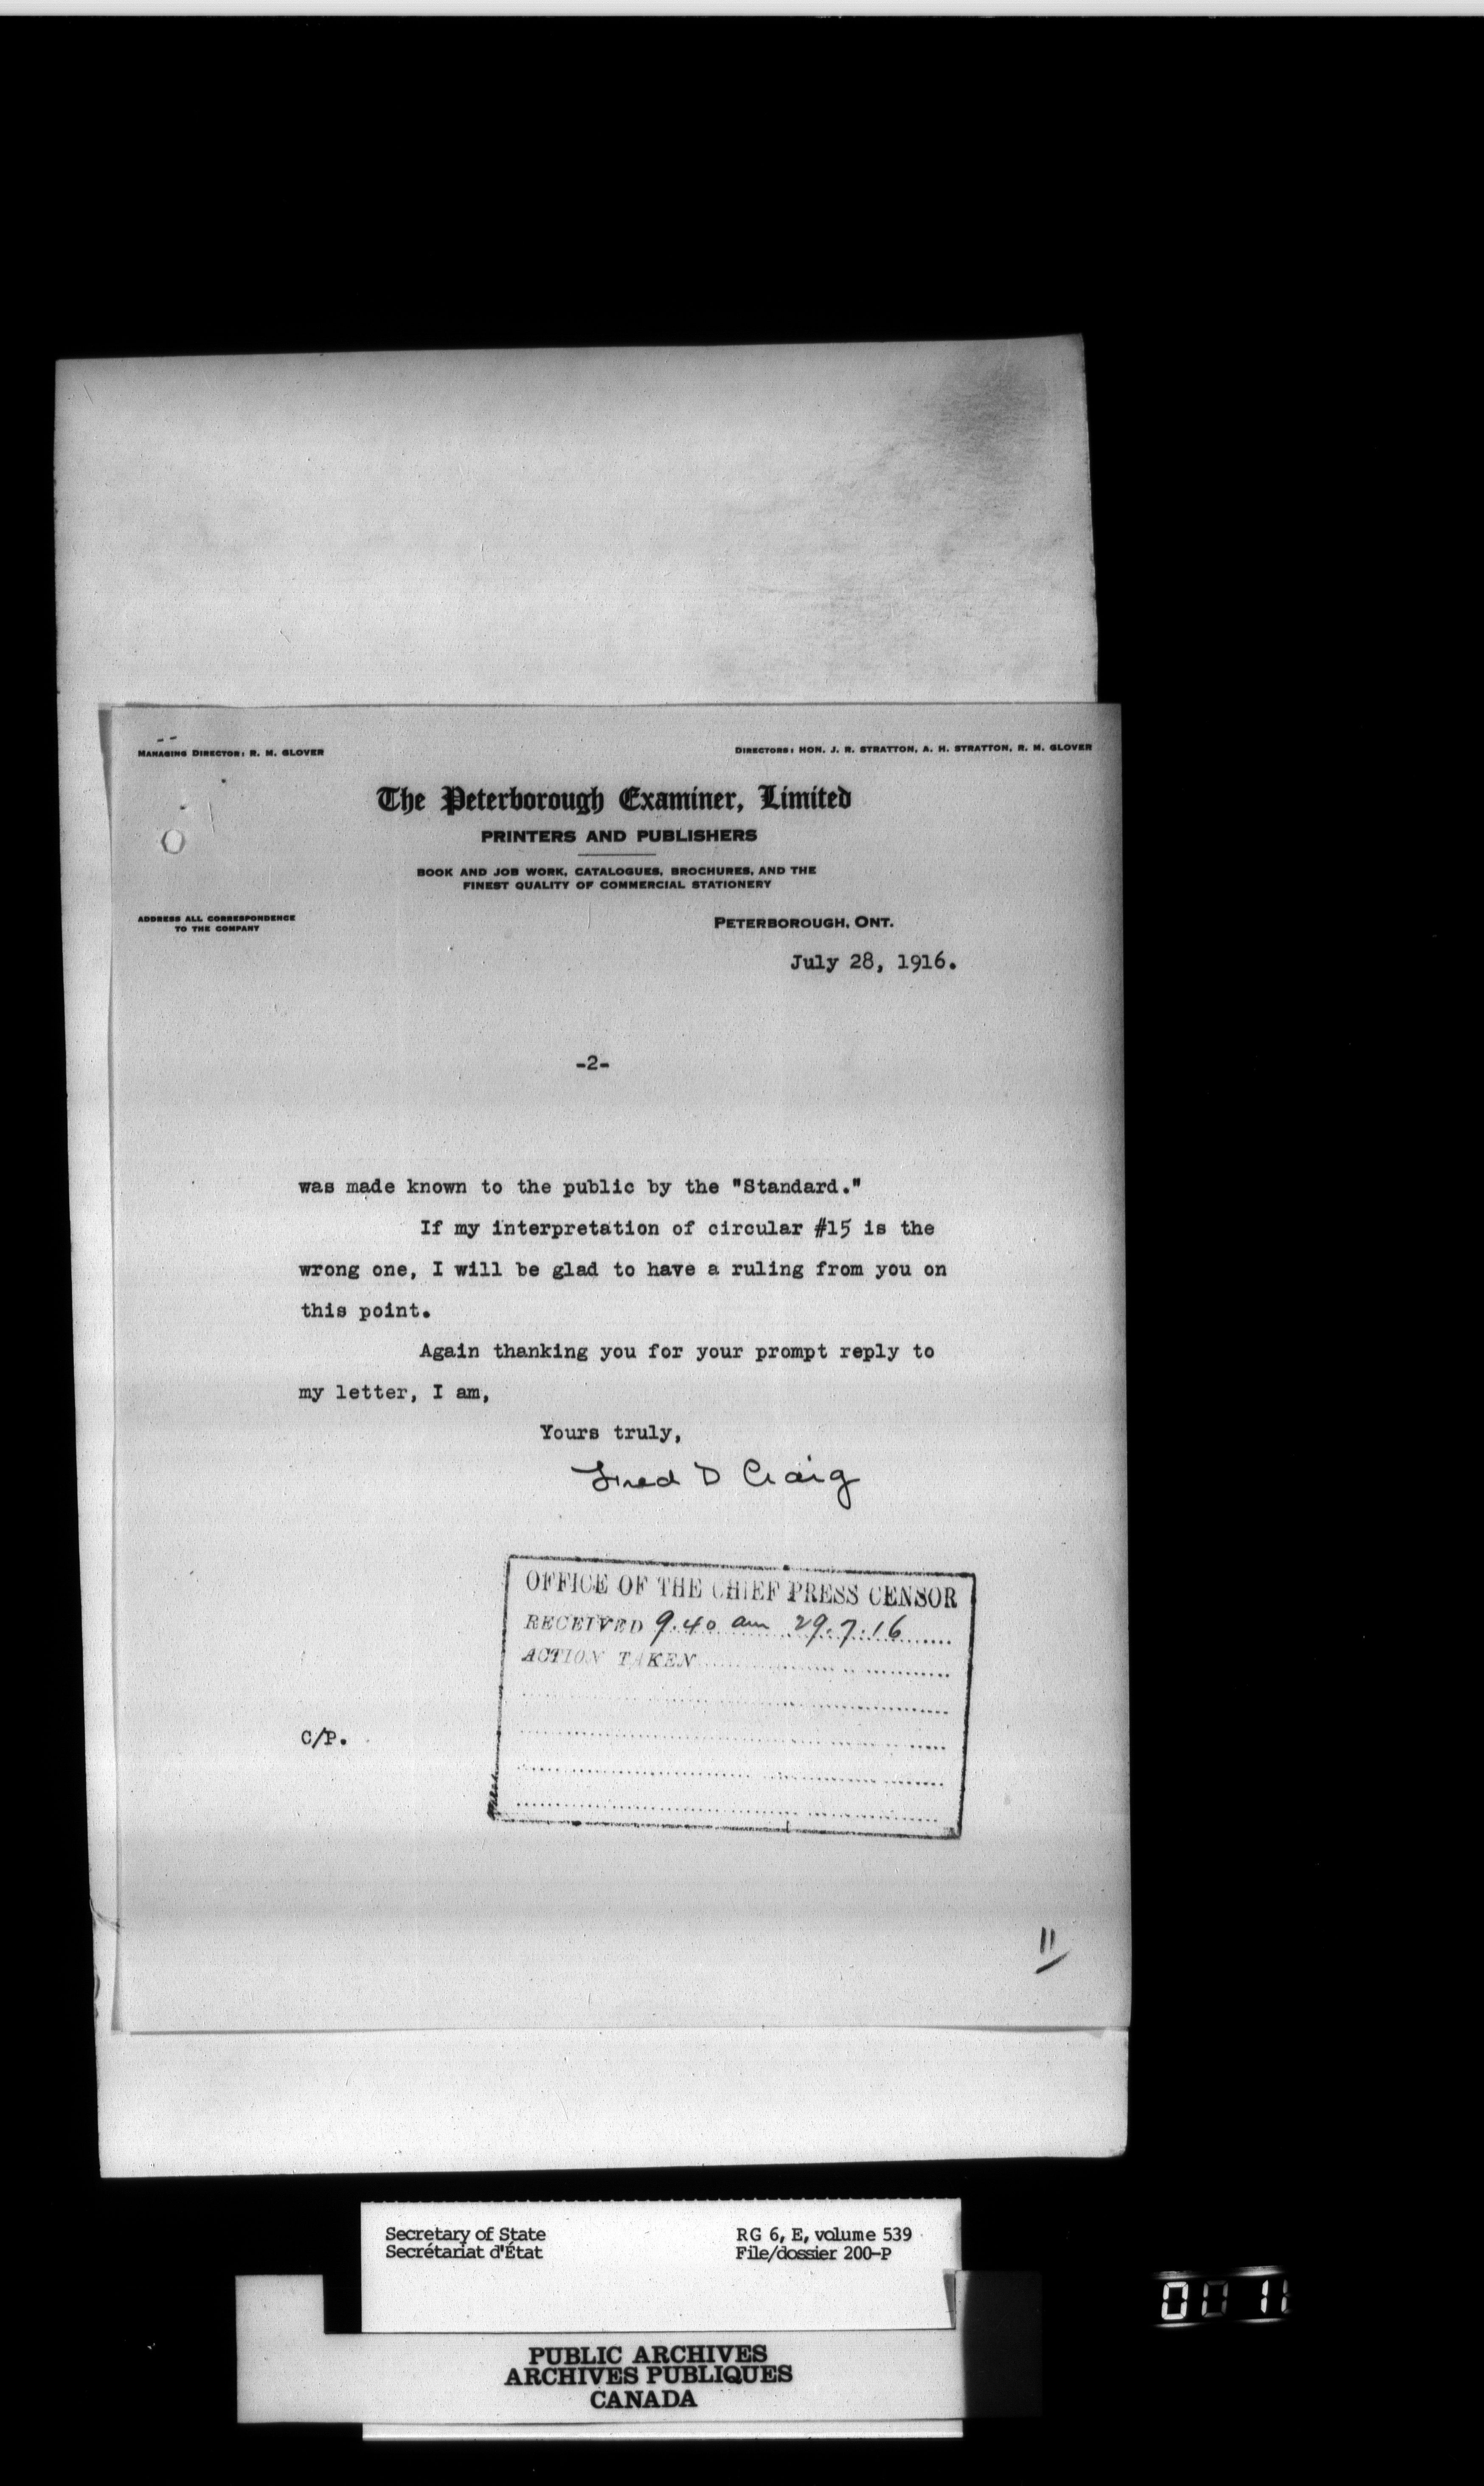 MANAGING DIRECTOR: R. M. GLOVER
DIRECTORS: HON. J. R. STRATTON, A. H. STRATTON, R. M. GLOVER
The Peterborough Examiner, Limited
PRINTERS AND PUBLISHERS
BOOK AND JOB WORK, CATALOGUES, BROCHURES, AND THE
FINEST QUALITY OF COMMERCIAL STATIONERY
ADDRESS ALL CORRESPONDENCE
TO THE COMPANY
PETERBOROUGH, ONT.
July 28, 1916.
-2-
was made known to the public by the "Standard."
If my interpretation of circular #15 is the
wrong one, I will be glad to have a ruling from you on
this point.
Again thanking you for your prompt reply to
my letter, I am,
Yours truly,
Fred D Craig
OFFICE OF THE CHIEF PRESS CENSOR
RECEIVED 9.40 am 29.7.16
ACTION TAKEN
C/P.
11
Secretary of State
Secrétariat d'État
RG 6, E, volume 539
File/dossier 200-P
PUBLIC ARCHIVES
ARCHIVES PUBLIQUES
CANADA